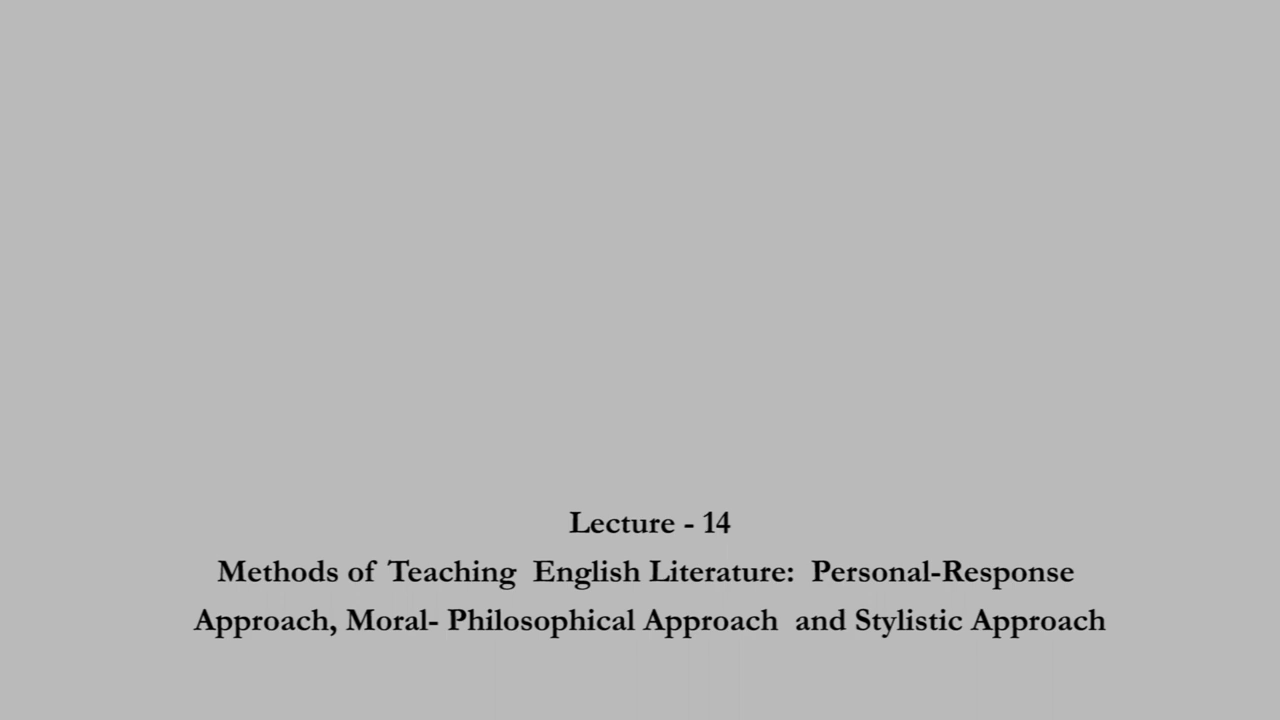 Lecture - 14
Methods of Teaching English Literature: Personal-Response
Approach, Moral- Philosophical Approach and Stylistic Approach